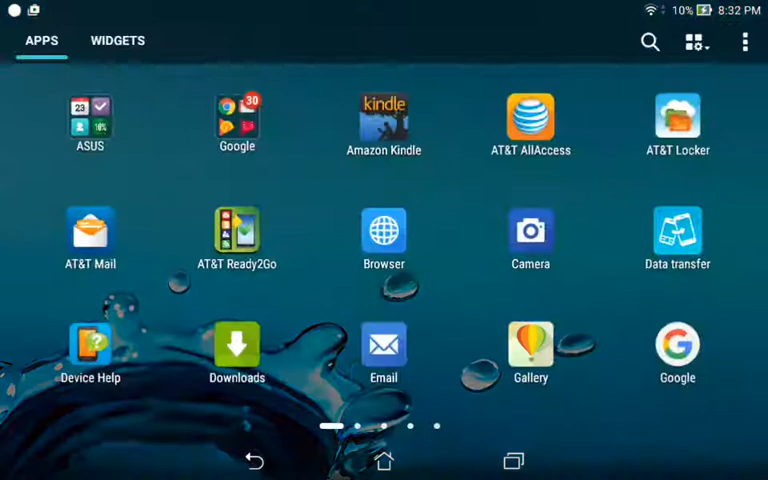 10% 8:32 PM
APPS WIDGETS
23 10% 30 kindle
ASUS Google Amazon Kindle AT&T AllAccess AT&T Locker
AT&T Mail AT&T Ready2Go Browser Camera Data transfer
Device Help Downloads Email Gallery Google